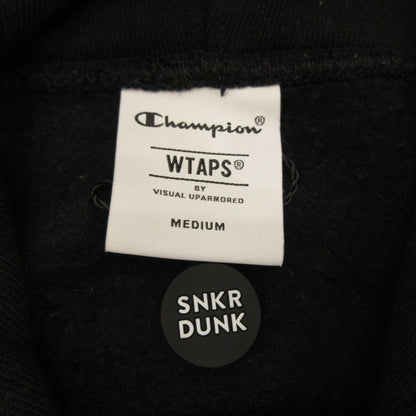 Champion®
WTAPS®
BY
VISUAL UPARMORED
MEDIUM
SNKR
DUNK